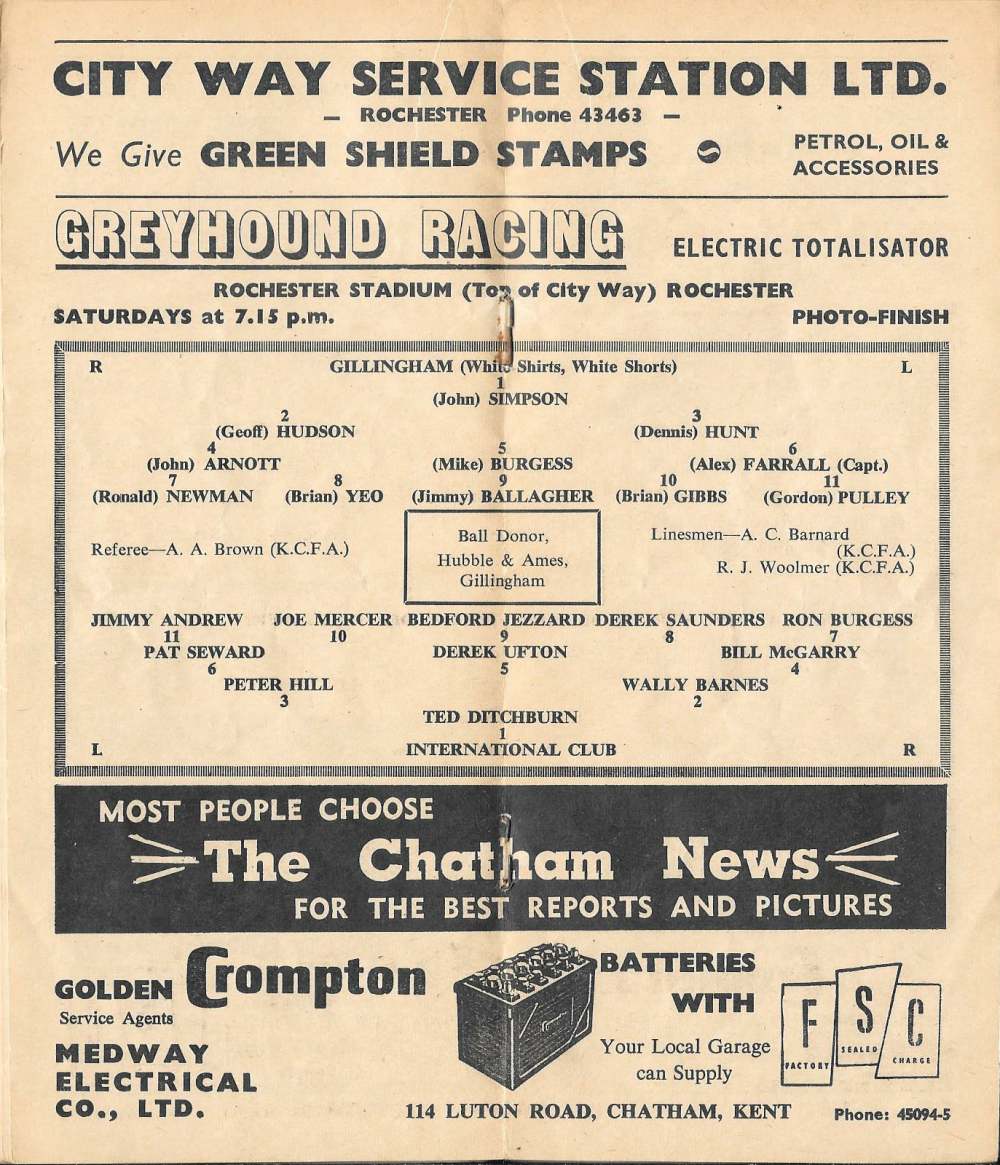 CITY WAY SERVICE STATION LTD.
— ROCHESTER Phone 43463 —
We Give GREEN SHIELD STAMPS
PETROL, OIL &
ACCESSORIES
GREYHOUND RACING
ELECTRIC TOTALISATOR
ROCHESTER STADIUM (Top of City Way) ROCHESTER
SATURDAYS at 7.15 p.m.
PHOTO-FINISH
R GILLINGHAM (White Shirts, White Shorts) L
1
(John) SIMPSON
2 3
(Geoff) HUDSON (Dennis) HUNT
4 5 6
(John) ARNOTT (Mike) BURGESS (Alex) FARRALL (Capt.)
7 8 9 10 11
(Ronald) NEWMAN (Brian) YEO (Jimmy) BALLAGHER (Brian) GIBBS (Gordon) PULLEY
Referee—A. A. Brown (K.C.F.A.)
Ball Donor,
Hubble & Ames,
Gillingham
Linesmen—A. C. Barnard
(K.C.F.A.)
R. J. Woolmer (K.C.F.A.)
JIMMY ANDREW JOE MERCER BEDFORD JEZZARD DEREK SAUNDERS RON BURGESS
11 10 9 8 7
PAT SEWARD DEREK UFTON BILL McGARRY
6 5 4
PETER HILL WALLY BARNES
3 2
TED DITCHBURN
1
L INTERNATIONAL CLUB R
MOST PEOPLE CHOOSE
The Chatham News
FOR THE BEST REPORTS AND PICTURES
GOLDEN Crompton
Service Agents
MEDWAY
ELECTRICAL
CO., LTD.
Crompton
BATTERIES
WITH
Your Local Garage
can Supply
F S C
FACTORY SEALED CHARGE
114 LUTON ROAD, CHATHAM, KENT
Phone: 45094-5